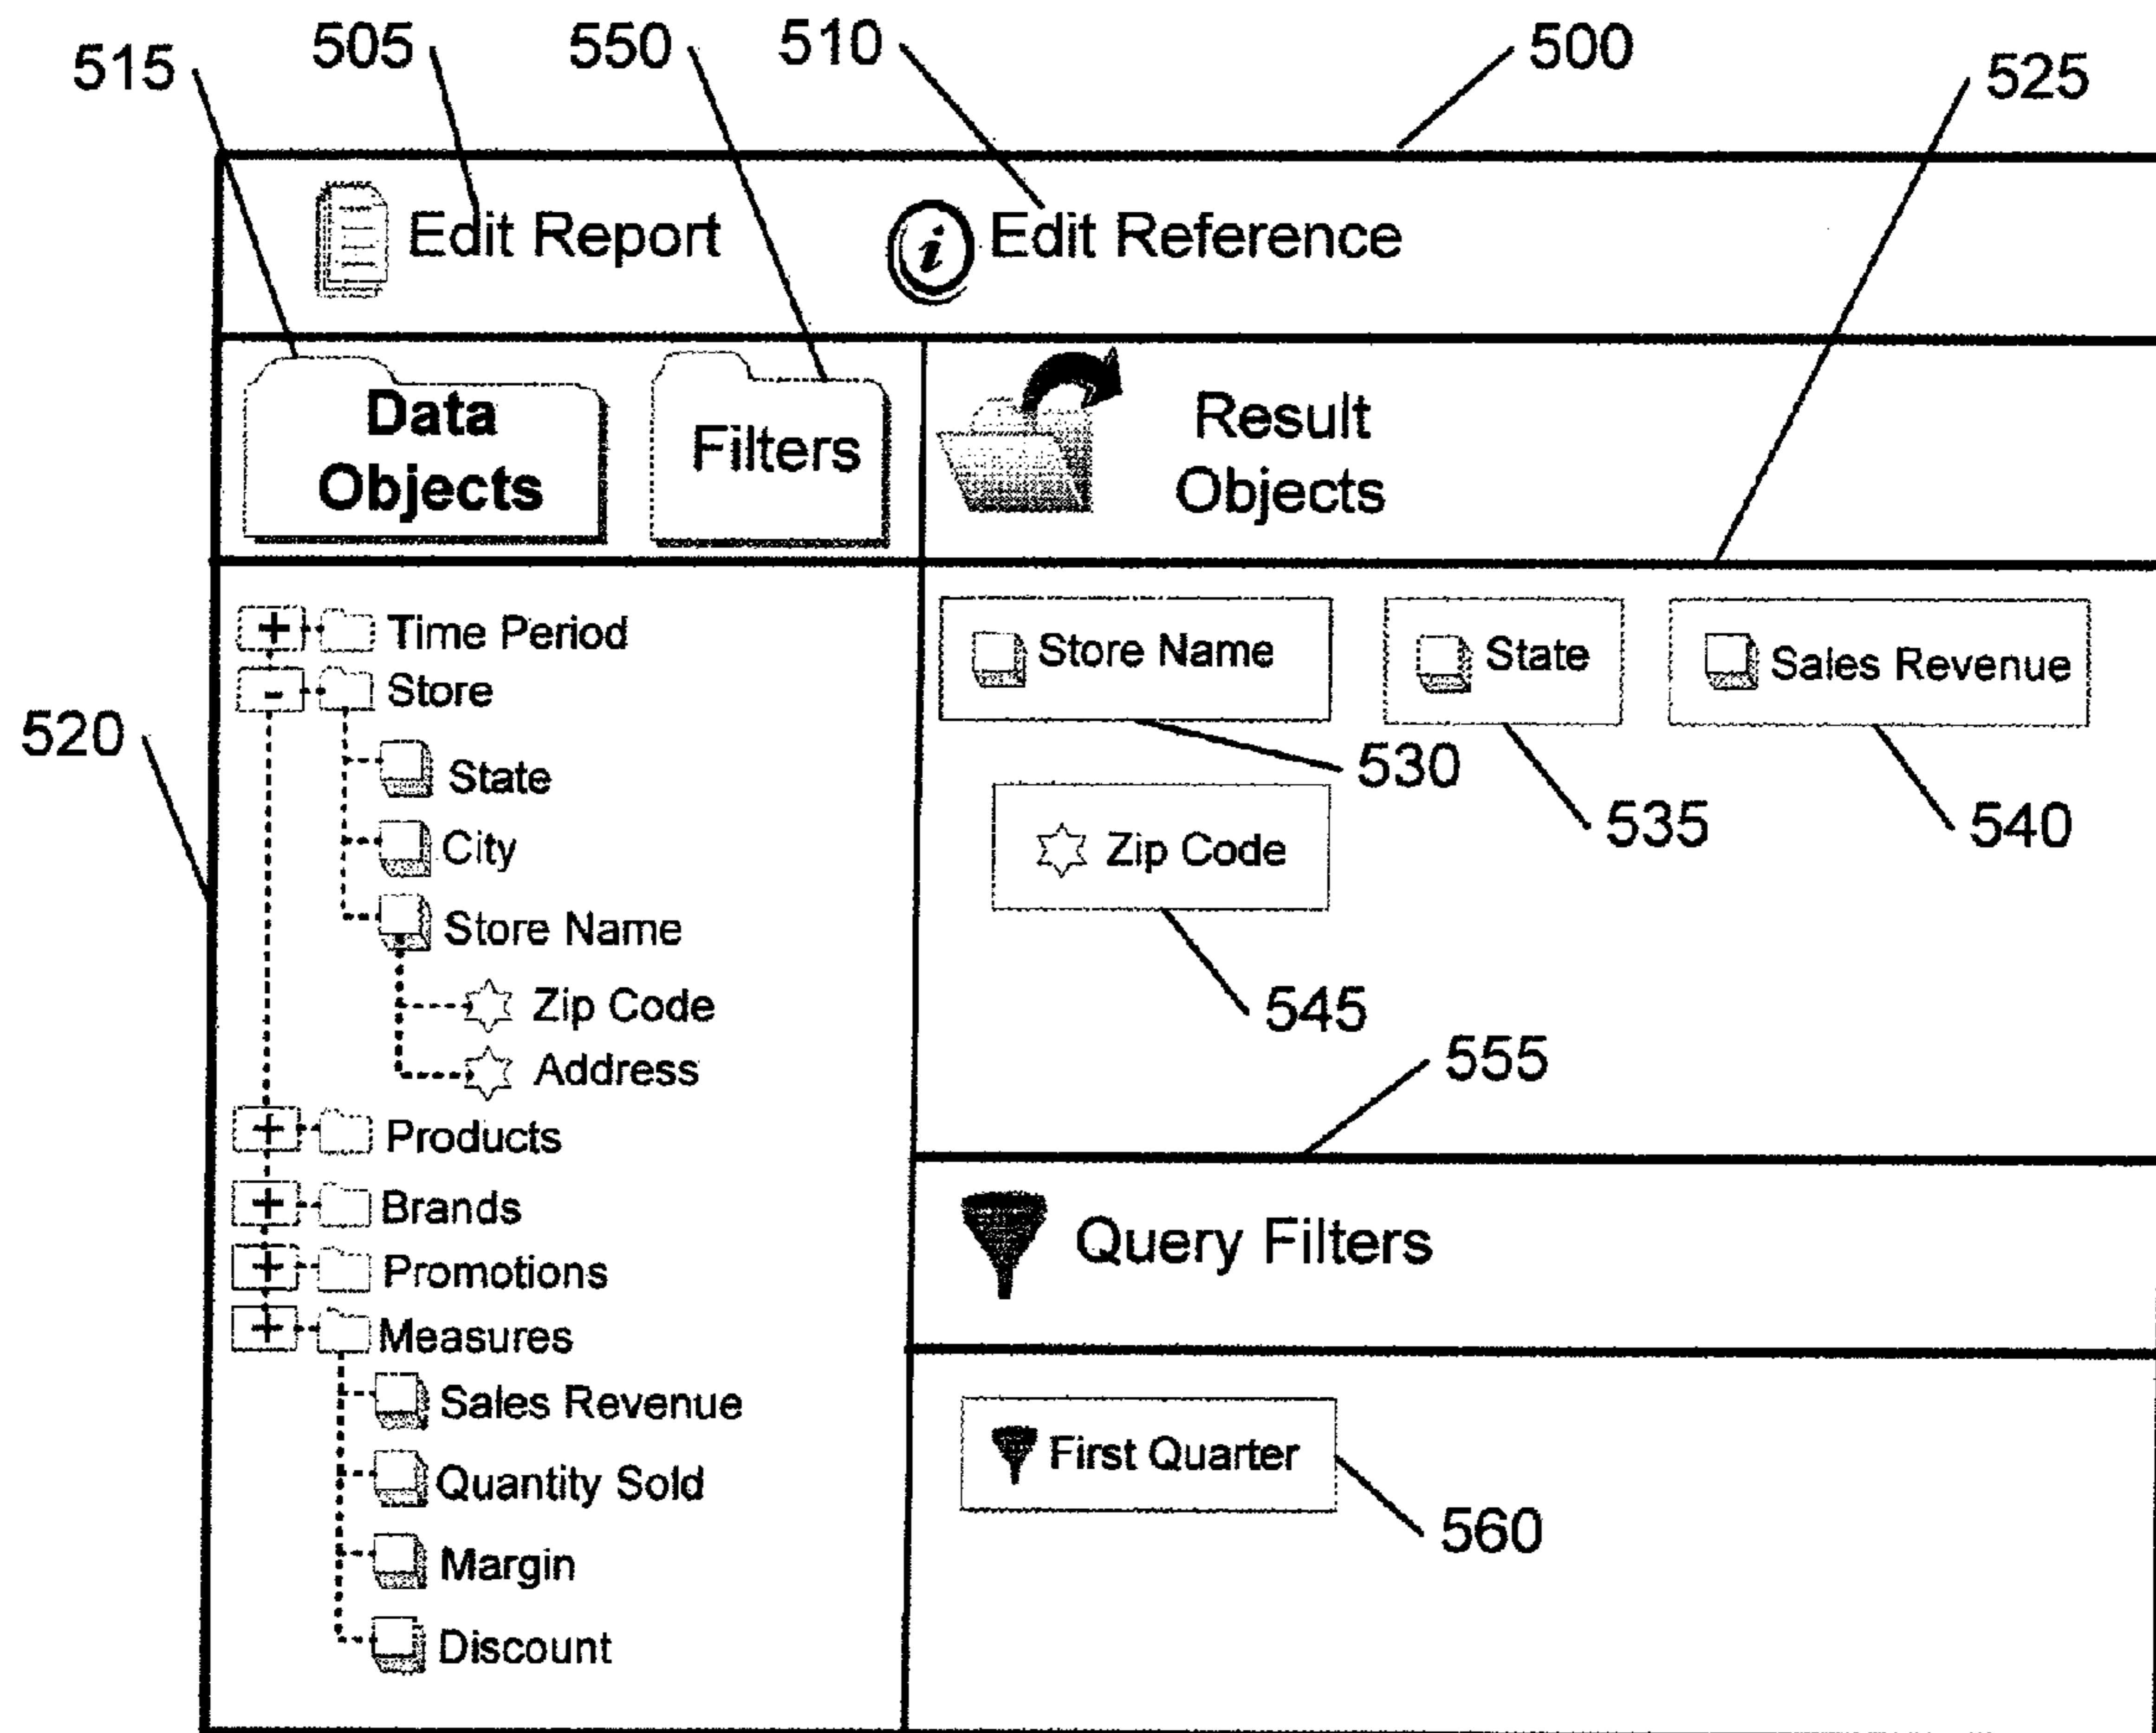 515
505
550
510
500
525
Edit Report
i Edit Reference
Data
Objects
Filters
Result
Objects
+ Time Period
- Store
State
City
Store Name
Zip Code
Address
+ Products
+ Brands
+ Promotions
+ Measures
Sales Revenue
Quantity Sold
Margin
Discount
520
Store Name
State
Sales Revenue
530
535
540
Zip Code
545
555
Query Filters
First Quarter
560